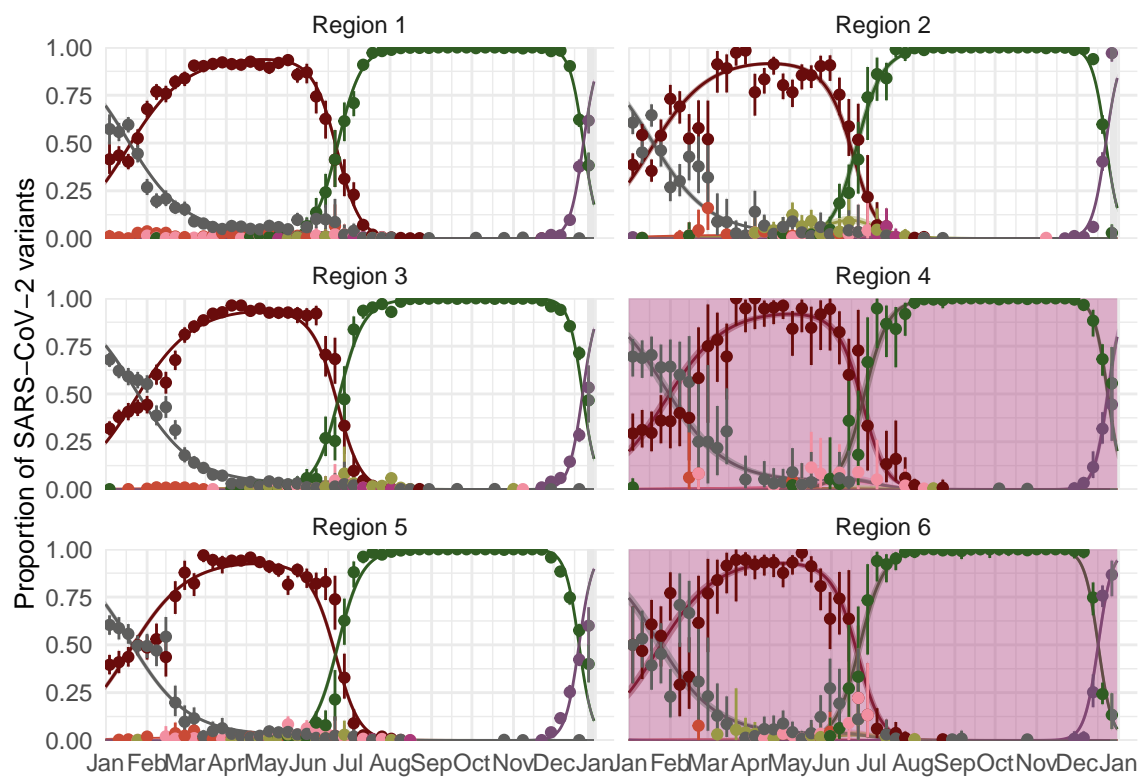 Region 1
Region 2
1.00
0.75
0.50
0.25
0.00
Region 3
Region 4
1.00
0.75
0.50
0.25
0.00
Region 5
Region 6
1.00
0.75
0.50
0.25
0.00
Proportion of SARS−CoV−2 variants
Jan Feb Mar Apr May Jun Jul Aug Sep Oct Nov Dec Jan
Jan Feb Mar Apr May Jun Jul Aug Sep Oct Nov Dec Jan